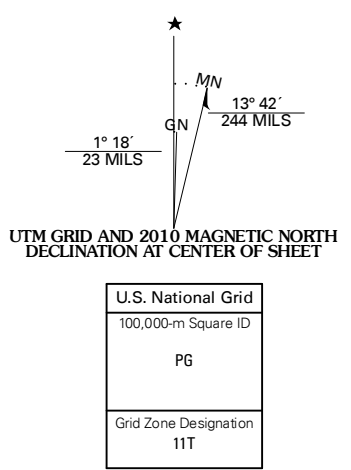 MN
GN
13° 42´
244 MILS
1° 18´
23 MILS
UTM GRID AND 2010 MAGNETIC NORTH
DECLINATION AT CENTER OF SHEET
U.S. National Grid
100,000-m Square ID
PG
Grid Zone Designation
11T